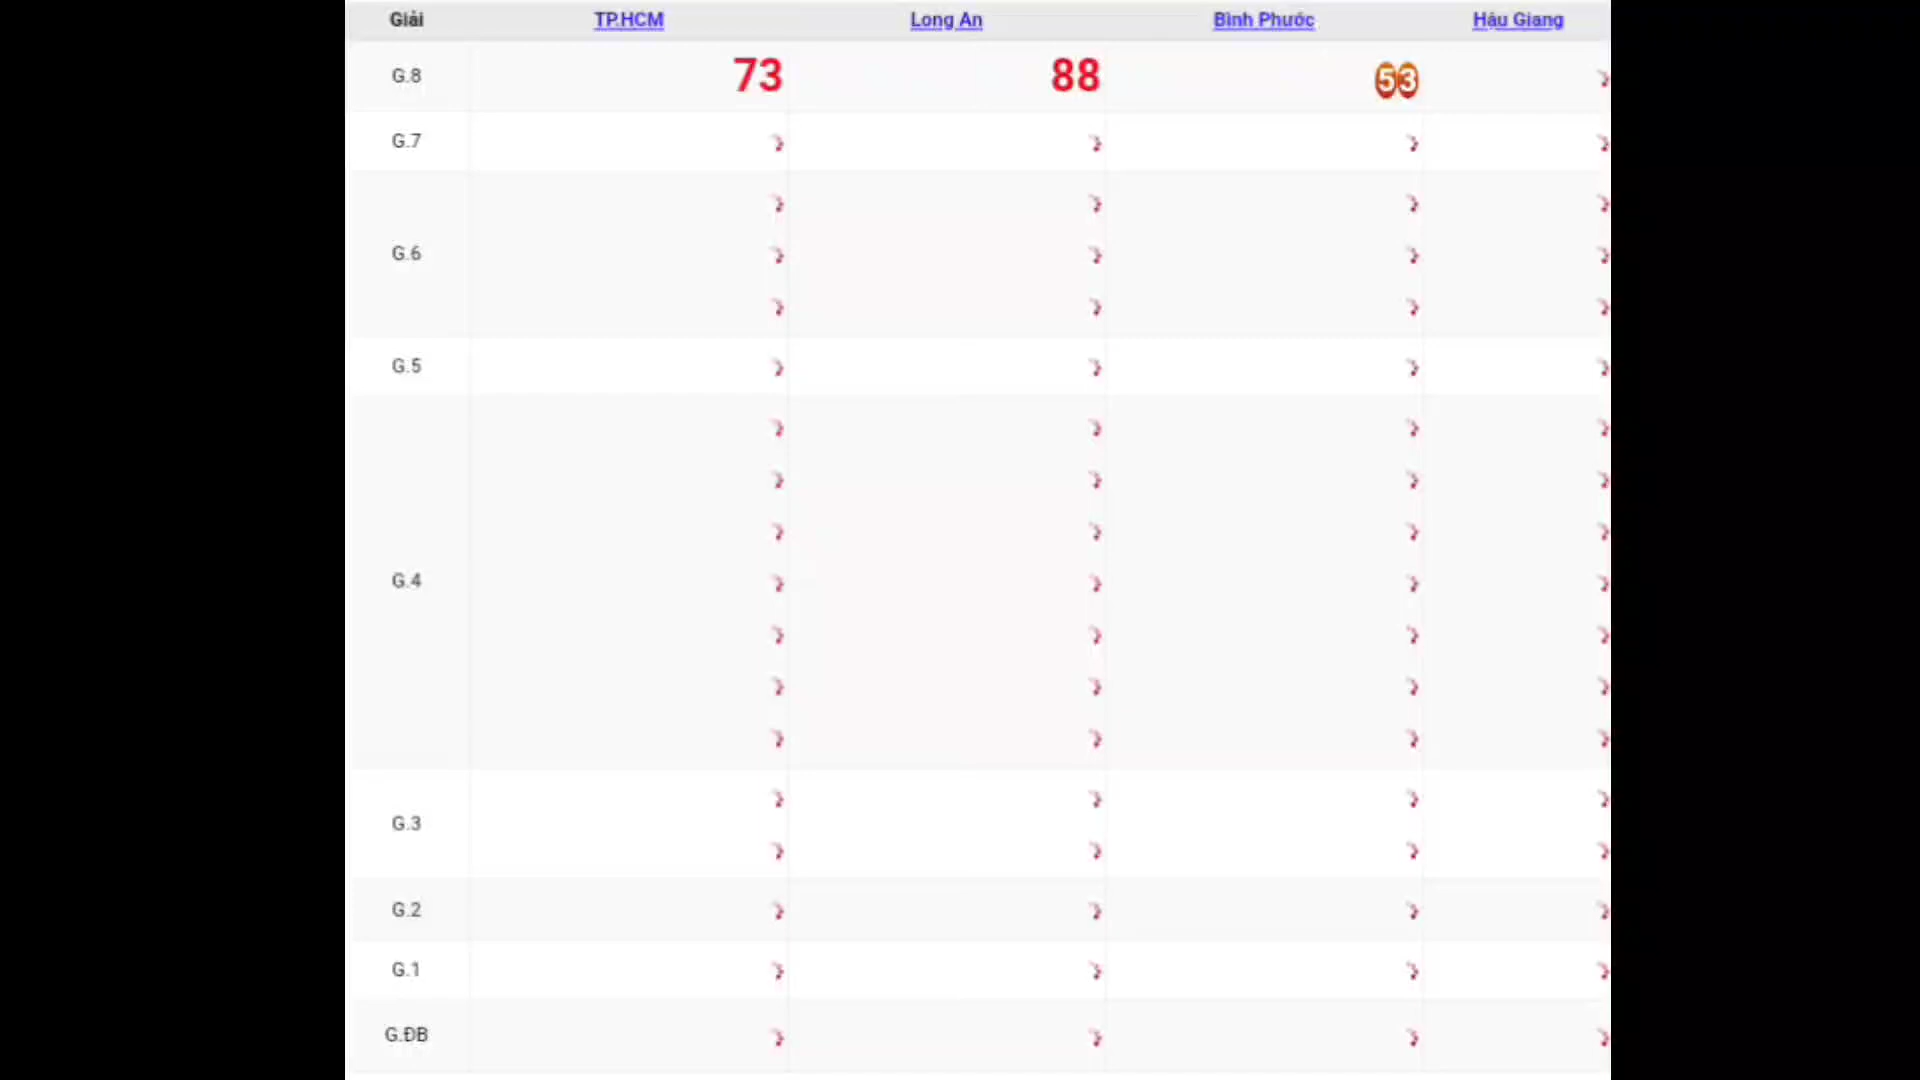 Giải TP.HCM Long An Bình Phước Hậu Giang
G.8 73 88 53
G.7
G.6
G.5
G.4
G.3
G.2
G.1
G.ĐB